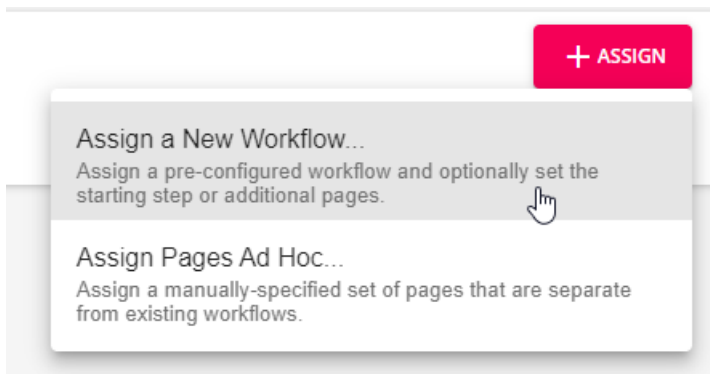 + ASSIGN
Assign a New Workflow...
Assign a pre-configured workflow and optionally set the
starting step or additional pages.
Assign Pages Ad Hoc...
Assign a manually-specified set of pages that are separate
from existing workflows.